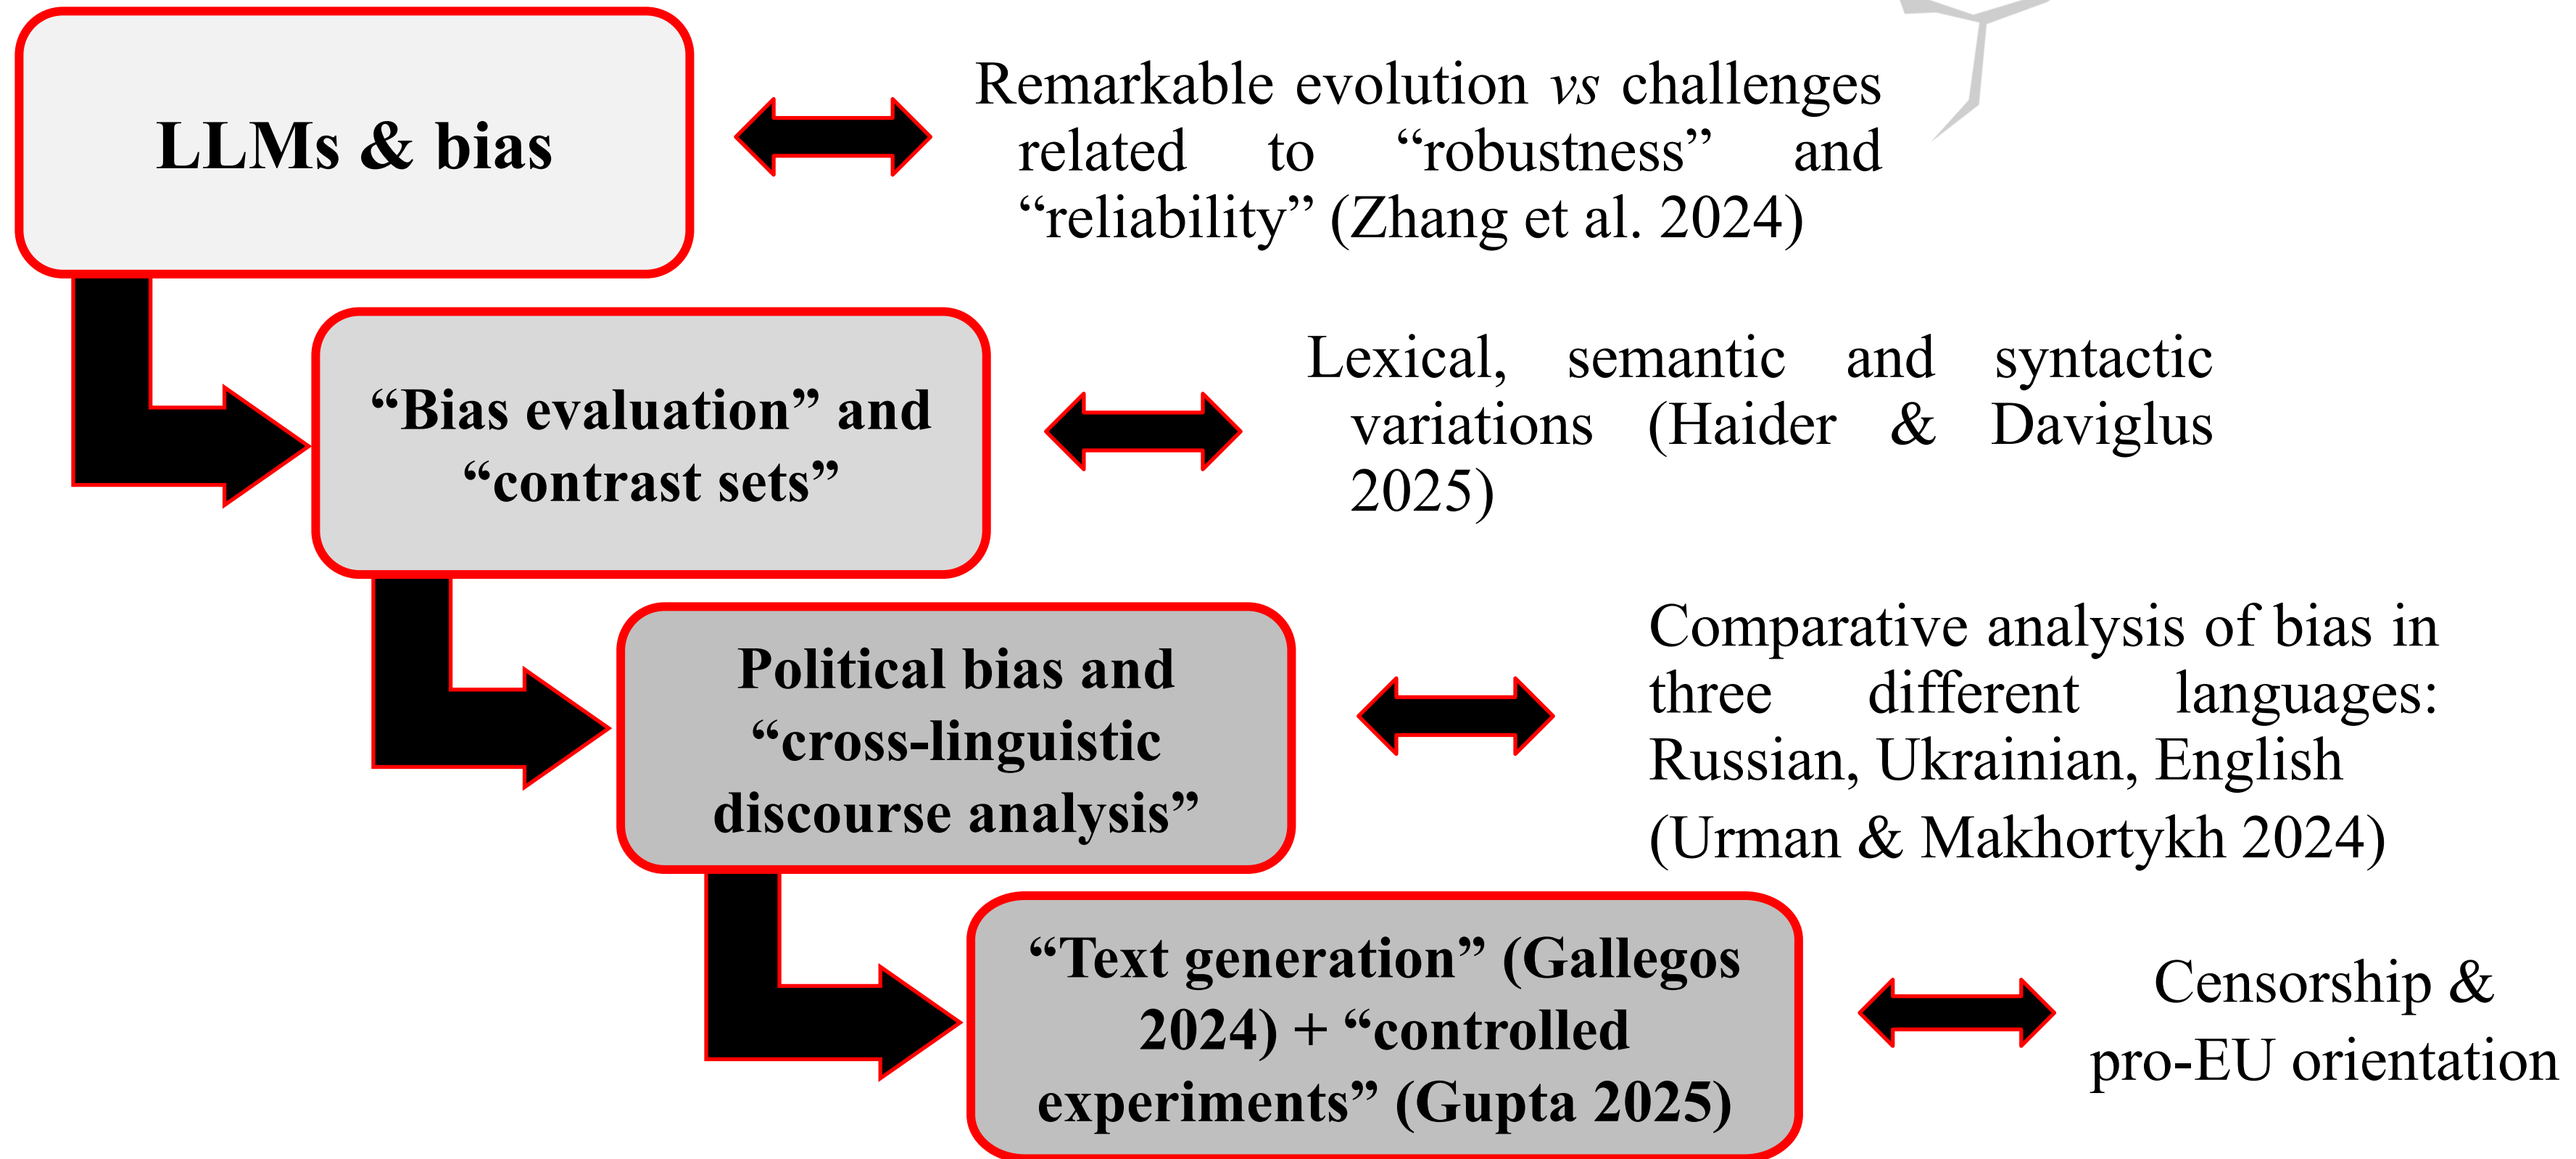 LLMs & bias
Remarkable evolution vs challenges
related to “robustness” and
“reliability” (Zhang et al. 2024)
“Bias evaluation” and
“contrast sets”
Lexical, semantic and syntactic
variations (Haider & Daviglus
2025)
Political bias and
“cross-linguistic
discourse analysis”
Comparative analysis of bias in
three different languages:
Russian, Ukrainian, English
(Urman & Makhortykh 2024)
“Text generation” (Gallegos
2024) + “controlled
experiments” (Gupta 2025)
Censorship &
pro-EU orientation